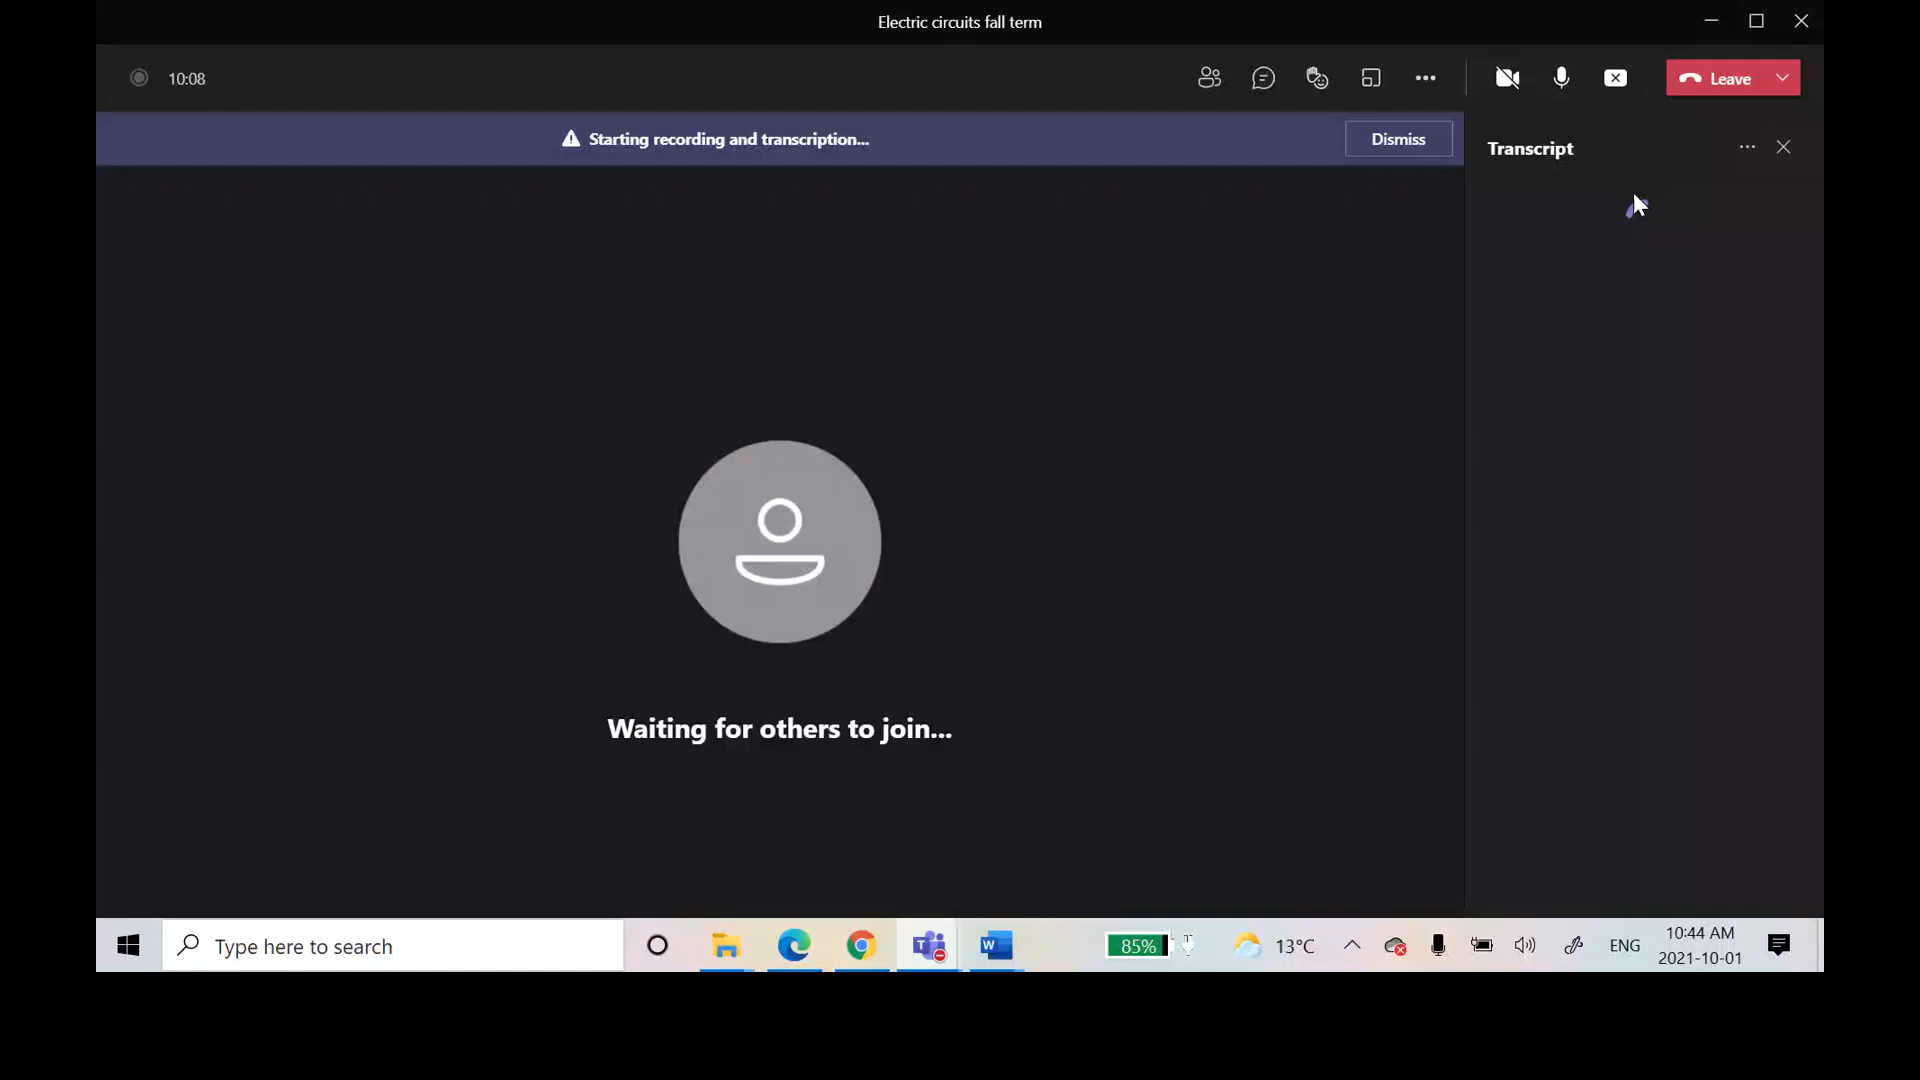 Electric circuits fall term
10:08
Leave
Starting recording and transcription...
Dismiss
Transcript
Waiting for others to join...
Type here to search
85%
13°C
ENG
10:44 AM
2021-10-01